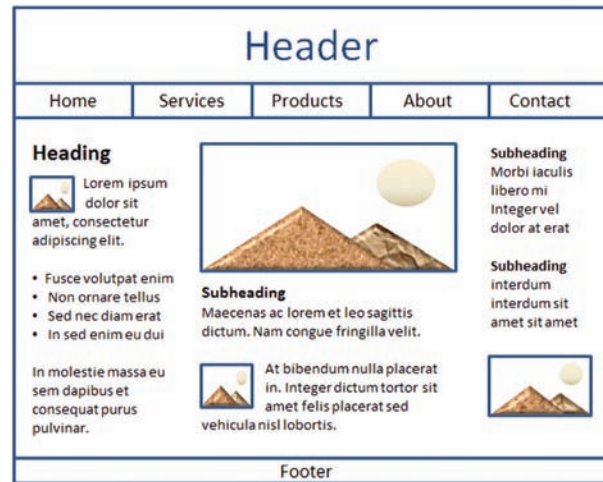 Header
Home Services Products About Contact
Heading
Lorem ipsum
dolor sit
amet, consectetur
adipiscing elit.
• Fusce volutpat enim
• Non ornare tellus
• Sed nec diam erat
• In sed enim eu dui
In molestie massa eu
sem dapibus et
consequat purus
pulvinar.
Subheading
Maecenas ac lorem et leo sagittis
dictum. Nam congue fringilla velit.
At bibendum nulla placerat
in. Integer dictum tortor sit
amet felis placerat sed
vehicula nisl lobortis.
Subheading
Morbi iaculis
libero mi
Integer vel
dolor at erat
Subheading
interdum
interdum sit
amet sit amet
Footer